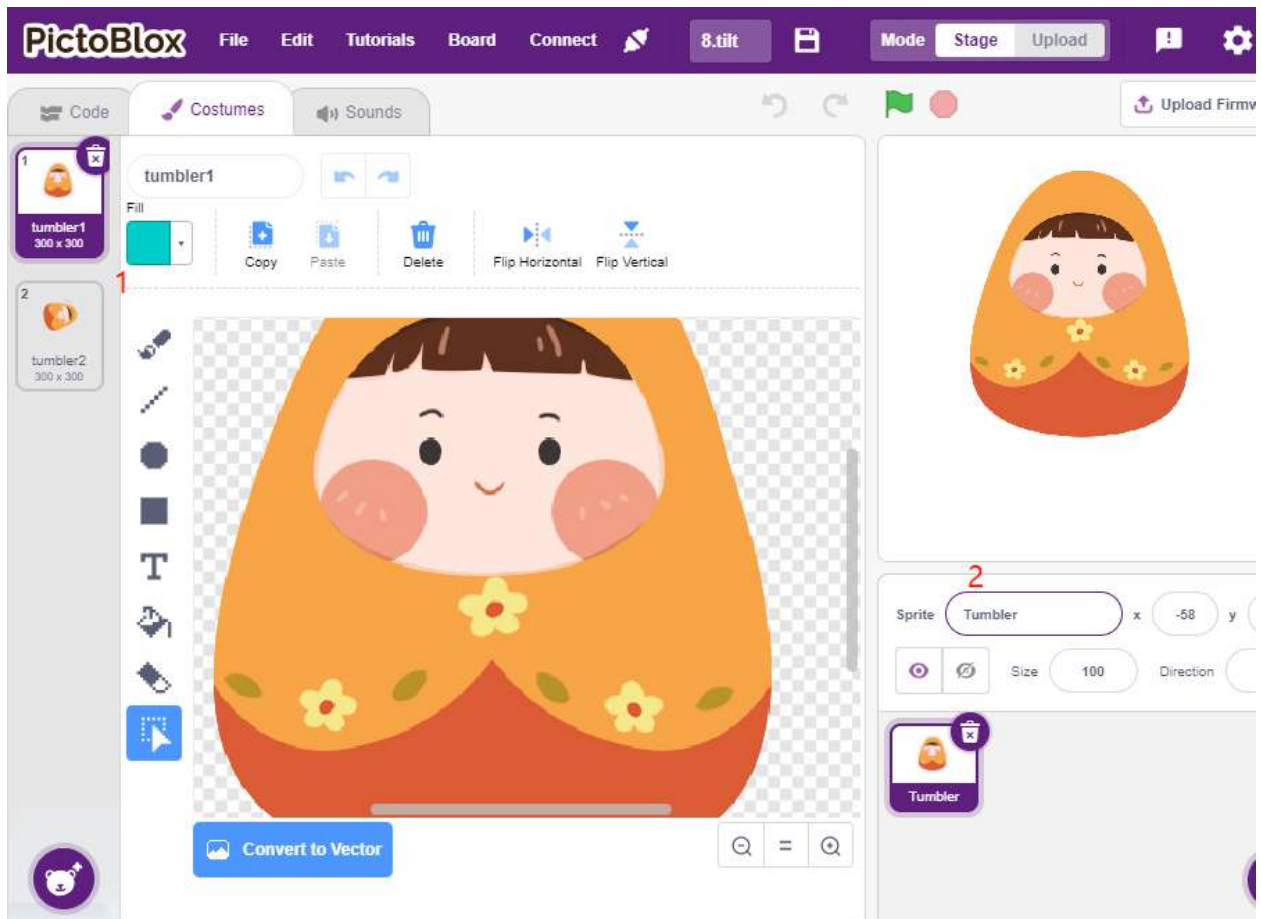 PictoBlox File Edit Tutorials Board Connect 8.tilt Mode Stage Upload
Code Costumes Sounds Upload Firmw
1
tumbler1
300 x 300
2
tumbler2
300 x 300
tumbler1
Fill
Copy Paste Delete Flip Horizontal Flip Vertical
1
T
Convert to Vector
=
2
Sprite Tumbler x -58 y
Size 100 Direction
Tumbler